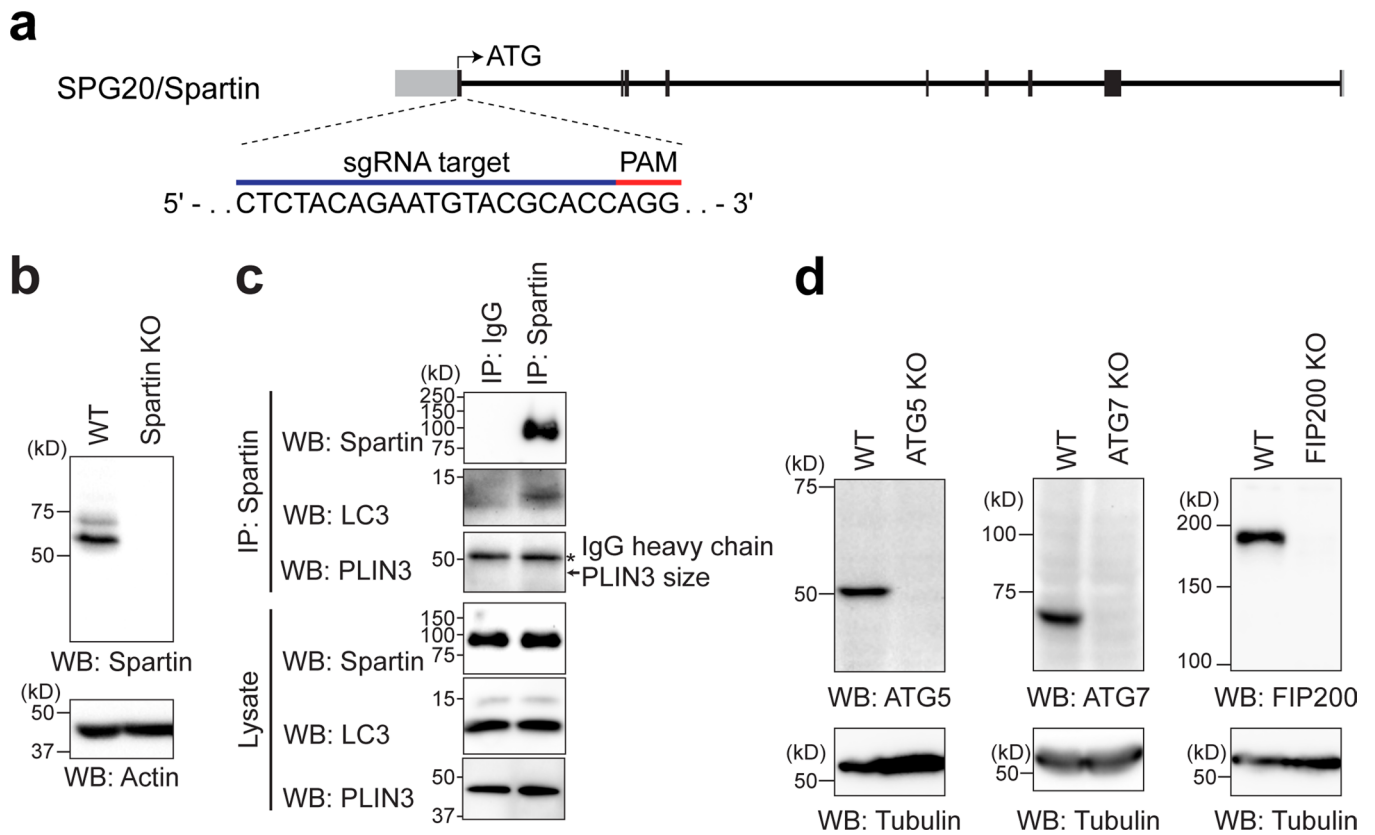 a
SPG20/Spartin
ATG
sgRNA target PAM
5' - . . CTCTACAGAATGTACGCACCAGG . . - 3'
b
WT
Spartin KO
(kD)
75
50
WB: Spartin
(kD)
50
37
WB: Actin
c
IP: IgG
IP: Spartin
(kD)
IP: Spartin
250
150
100
75
WB: Spartin
15
WB: LC3
50
* IgG heavy chain
PLIN3 size
WB: PLIN3
Lysate
150
100
75
WB: Spartin
15
WB: LC3
50
37
WB: PLIN3
d
WT
ATG5 KO
(kD)
75
50
WB: ATG5
(kD)
50
WB: Tubulin
WT
ATG7 KO
(kD)
100
75
WB: ATG7
(kD)
50
WB: Tubulin
WT
FIP200 KO
(kD)
200
150
100
WB: FIP200
(kD)
50
WB: Tubulin